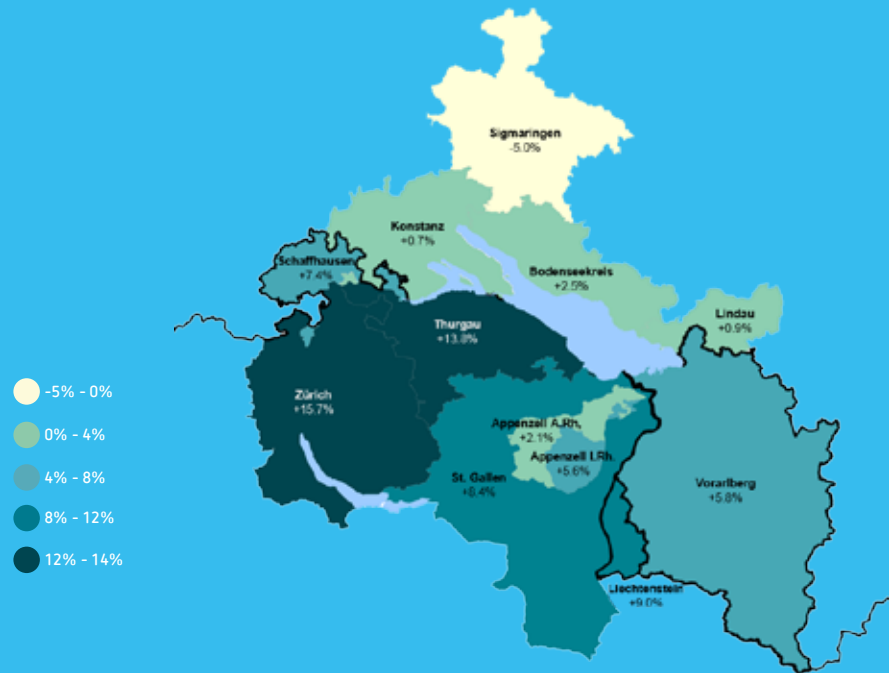 Sigmaringen
-5.0%
Konstanz
+0.7%
Schaffhausen
+7.4%
Bodenseekreis
+2.5%
Lindau
+0.9%
Thurgau
+13.8%
Zürich
+15.7%
Appenzell A.Rh.
+2.1%
Appenzell I.Rh.
+5.6%
St. Gallen
Vorarlberg
+5.8%
Liechtenstein
+9.0%
-5% - 0%
0% - 4%
4% - 8%
8% - 12%
12% - 14%